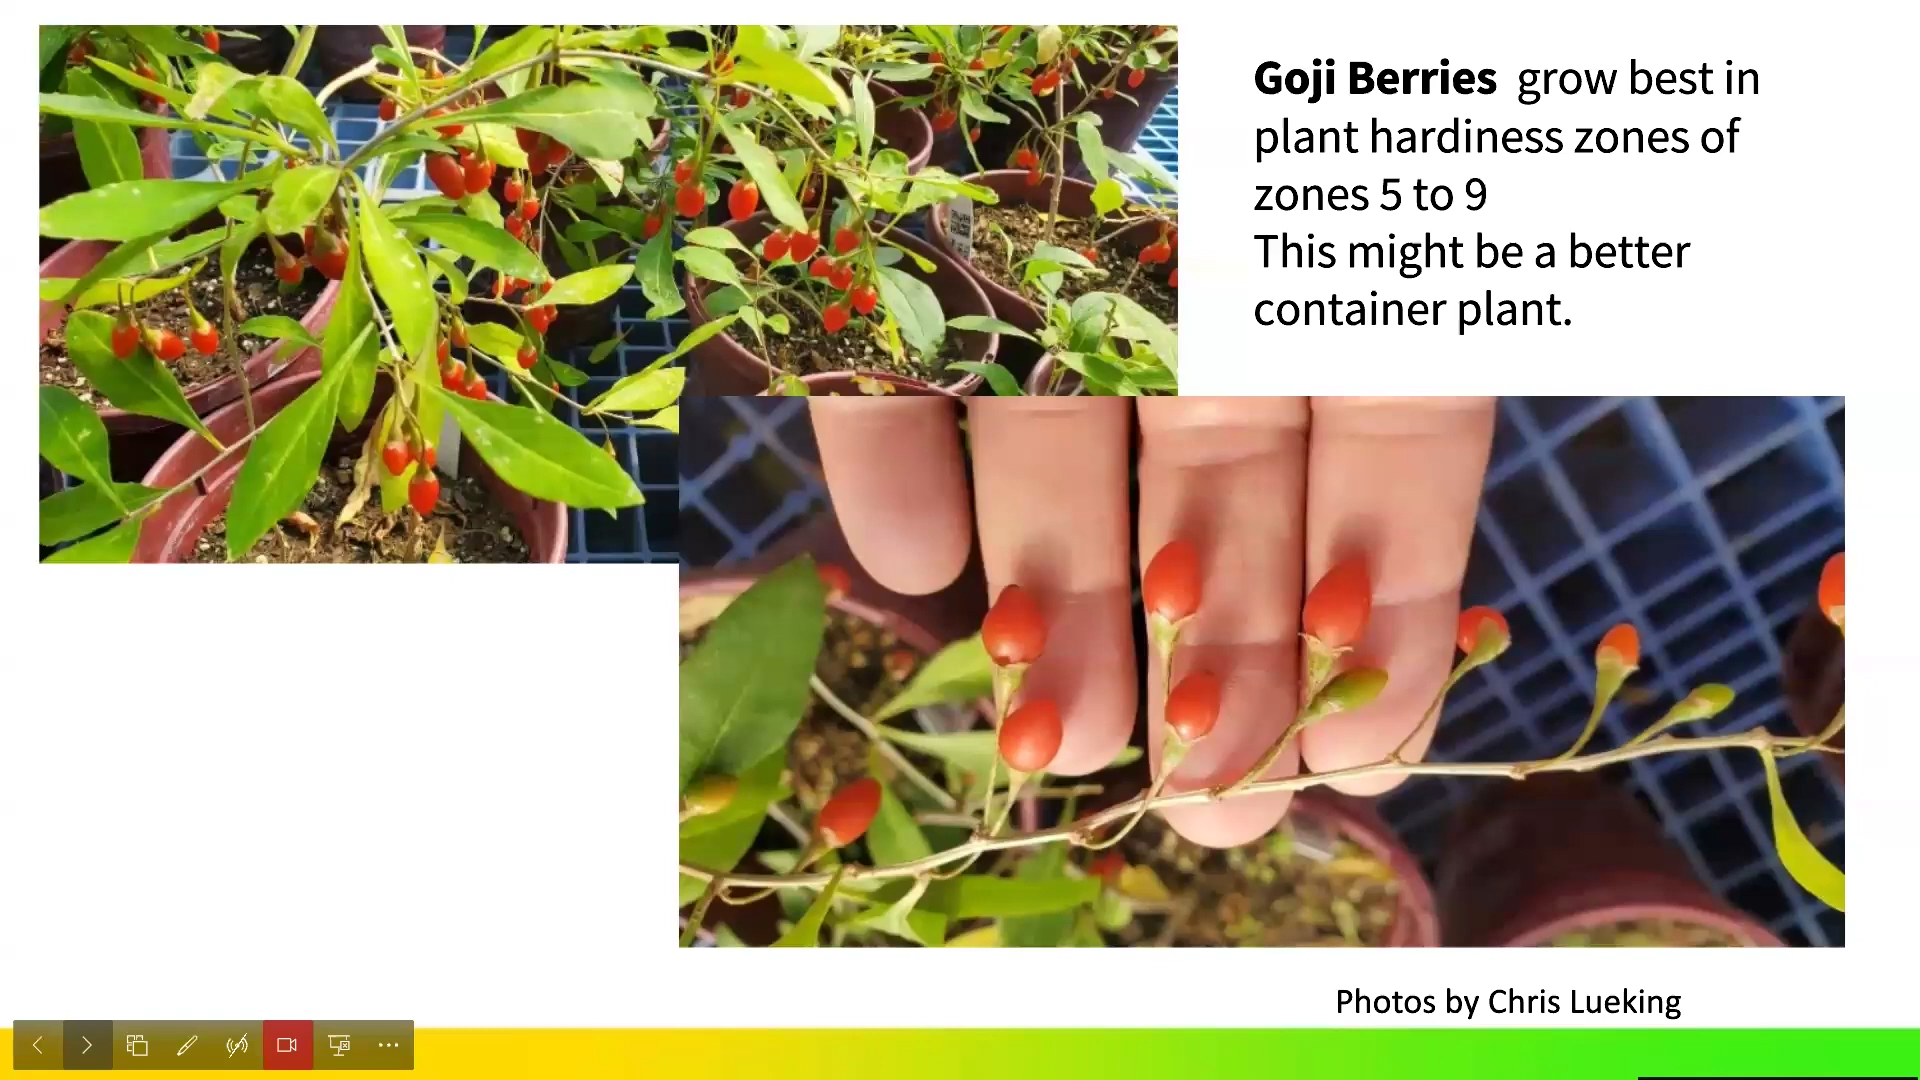 Goji Berries grow best in
plant hardiness zones of
zones 5 to 9
This might be a better
container plant.
Photos by Chris Lueking